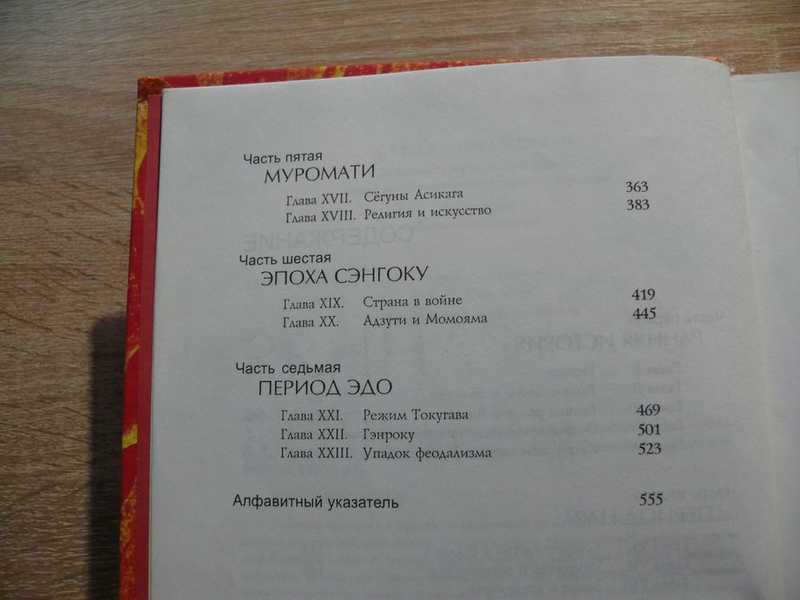 Часть пятая
МУРОМАТИ
Глава XVII. Сёгуны Асикага 363
Глава XVIII. Религия и искусство 383
Часть шестая
ЭПОХА СЭНГОКУ
Глава XIX. Страна в войне 419
Глава XX. Адзути и Момояма 445
Часть седьмая
ПЕРИОД ЭДО
Глава XXI. Режим Токугава 469
Глава XXII. Гэнроку 501
Глава XXIII. Упадок феодализма 523
Алфавитный указатель 555